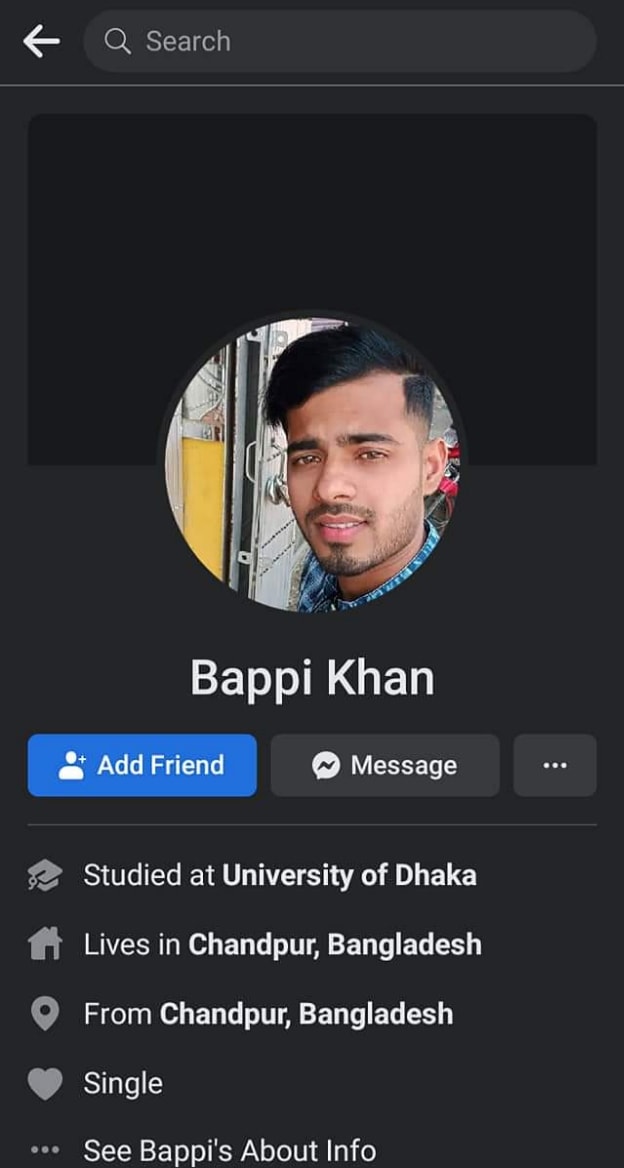 Search
Bappi Khan
Add Friend
Message
Studied at University of Dhaka
Lives in Chandpur, Bangladesh
From Chandpur, Bangladesh
Single
See Bappi's About Info